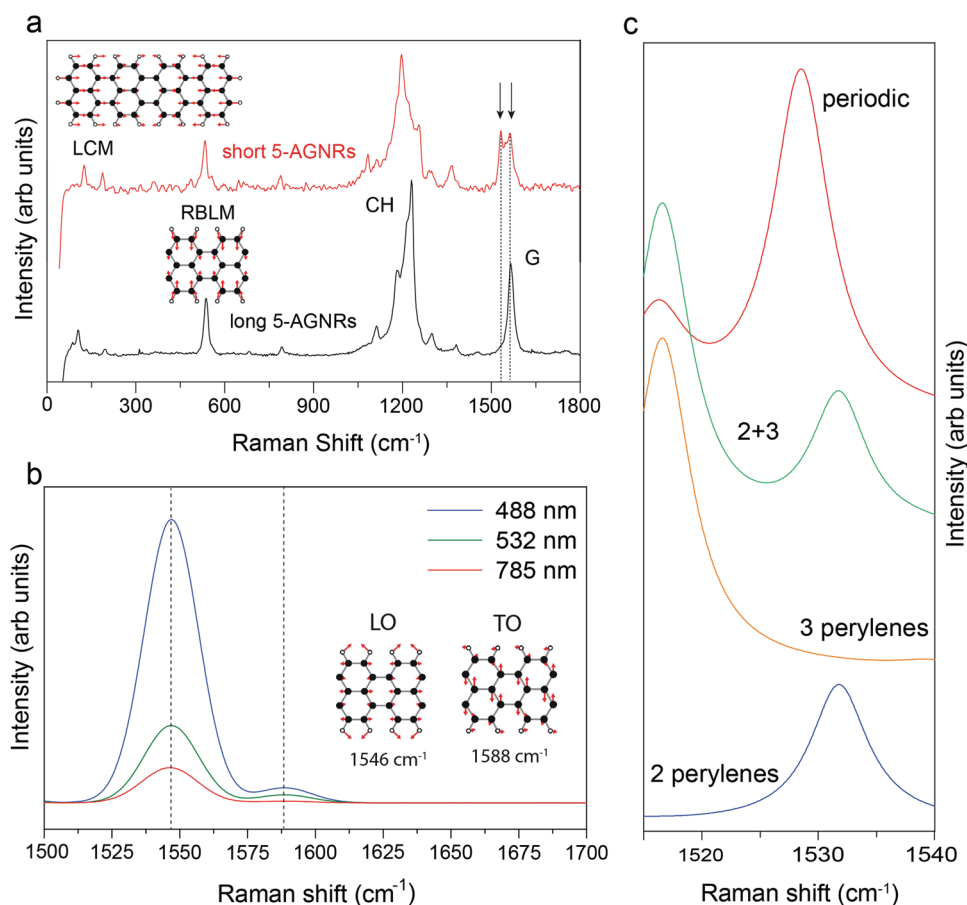 a
LCM
short 5-AGNRs
RBLM
CH
G
long 5-AGNRs
Intensity (arb units)
0 300 600 900 1200 1500 1800
Raman Shift (cm⁻¹)
b
488 nm
532 nm
785 nm
LO TO
1546 cm⁻¹ 1588 cm⁻¹
Intensity (arb units)
1500 1525 1550 1575 1600 1625 1650 1675 1700
Raman shift (cm⁻¹)
c
periodic
2+3
3 perylenes
2 perylenes
Intensity (arb units)
1520 1530 1540
Raman shift (cm⁻¹)